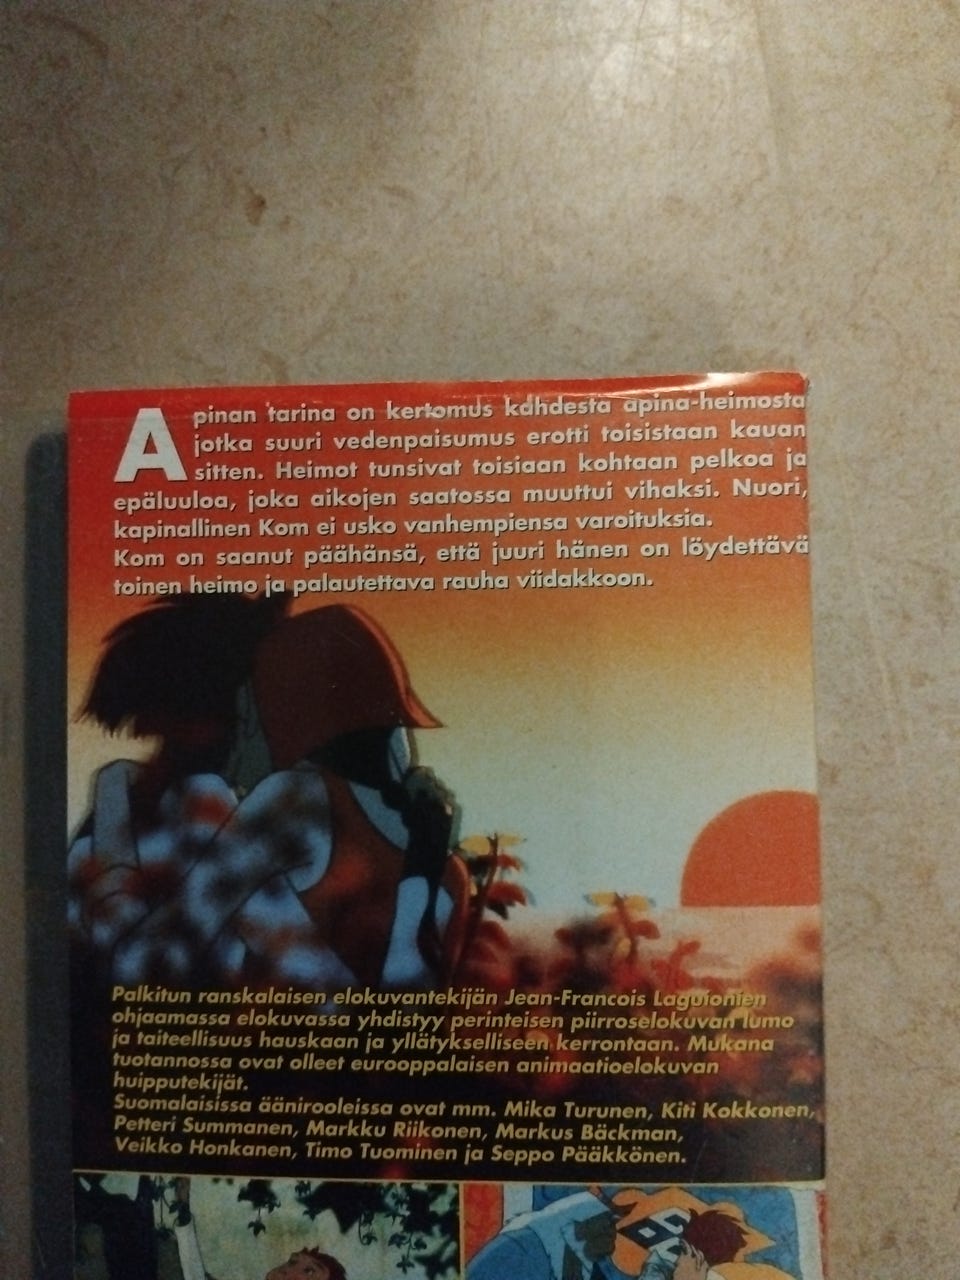 Apinan tarina on kertomus kahdesta apina-heimosta
jotka suuri vedenpaisumus erotti toisistaan kauan
sitten. Heimot tunsivat toisiaan kohtaan pelkoa ja
epäluuloa, joka aikojen saatossa muuttui vihaksi. Nuori,
kapinallinen Kom ei usko vanhempiensa varoituksia.
Kom on saanut päähänsä, että juuri hänen on löydettävä
toinen heimo ja palautettava rauha viidakkoon.
Palkitun ranskalaisen elokuvantekijän Jean-Francois Laguionien
ohjaamassa elokuvassa yhdistyy perinteisen piirroselokuvan lumo
ja taiteellisuus hauskaan ja yllätykselliseen kerrontaan. Mukana
tuotannossa ovat olleet eurooppalaisen animaatioelokuvan
huipputekijät.
Suomalaisissa äänirooleissa ovat mm. Mika Turunen, Kiti Kokkonen,
Petteri Summanen, Markku Riikonen, Markus Bäckman,
Veikko Honkanen, Timo Tuominen ja Seppo Pääkkönen.